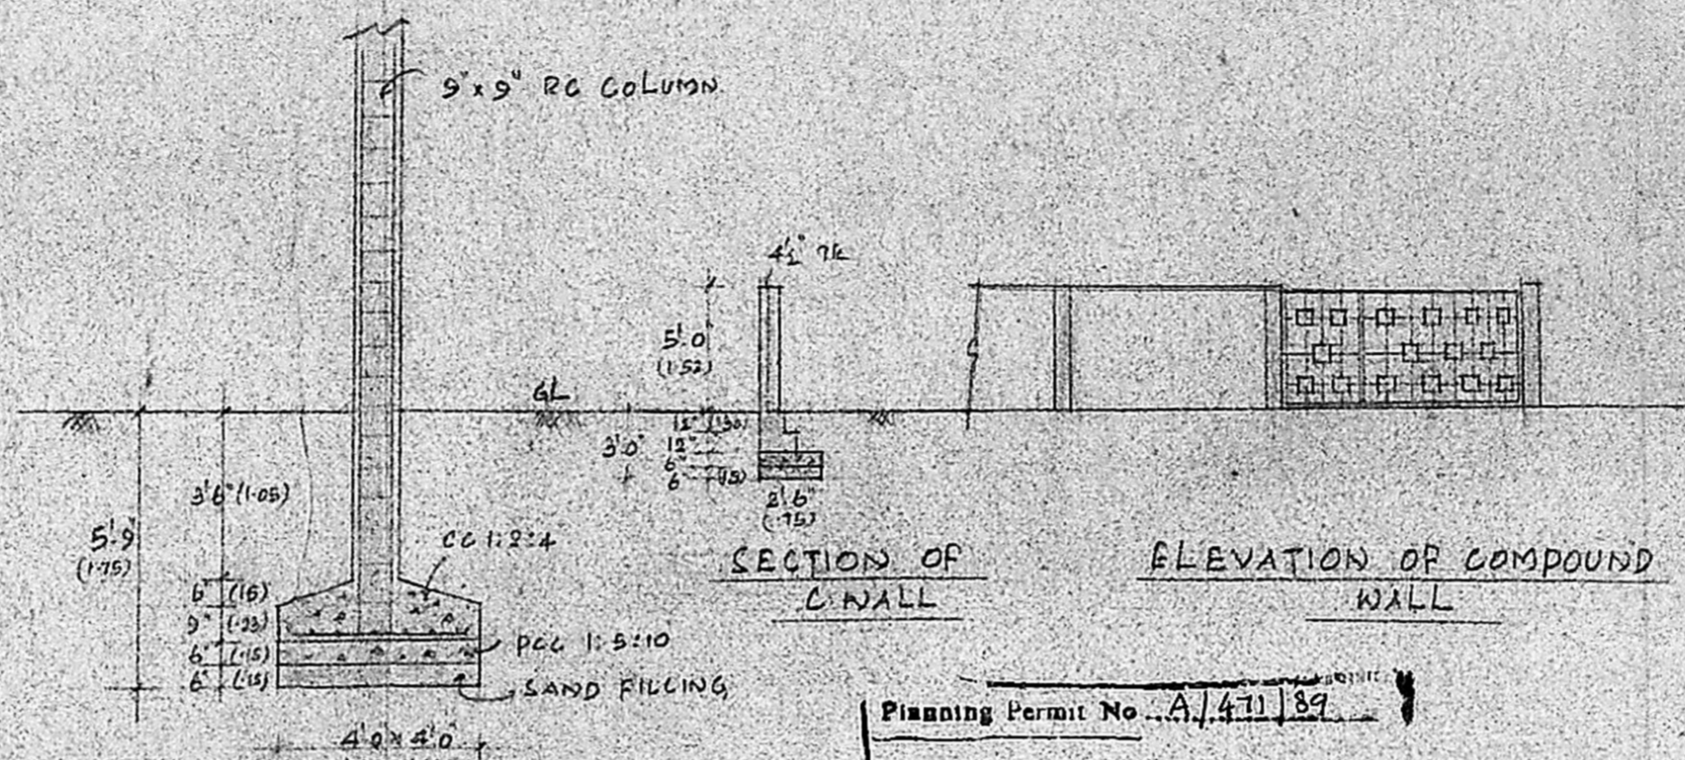 9" x 9" RC COLUMN
GL
3'6" (1.05)
5'.9"
(1.75)
6" (.15)
9" (.23)
6" (.15)
6" (.15)
CC 1:2:4
PCC 1:5:10
SAND FILLING
4'0 x 4'0"
4½" TK
5'.0"
(1.52)
3'.0"
12" (.30)
12"
6"
6" (.15)
2'.6"
(.75)
SECTION OF
C.WALL
ELEVATION OF COMPOUND
WALL
Planning Permit No A/471/89